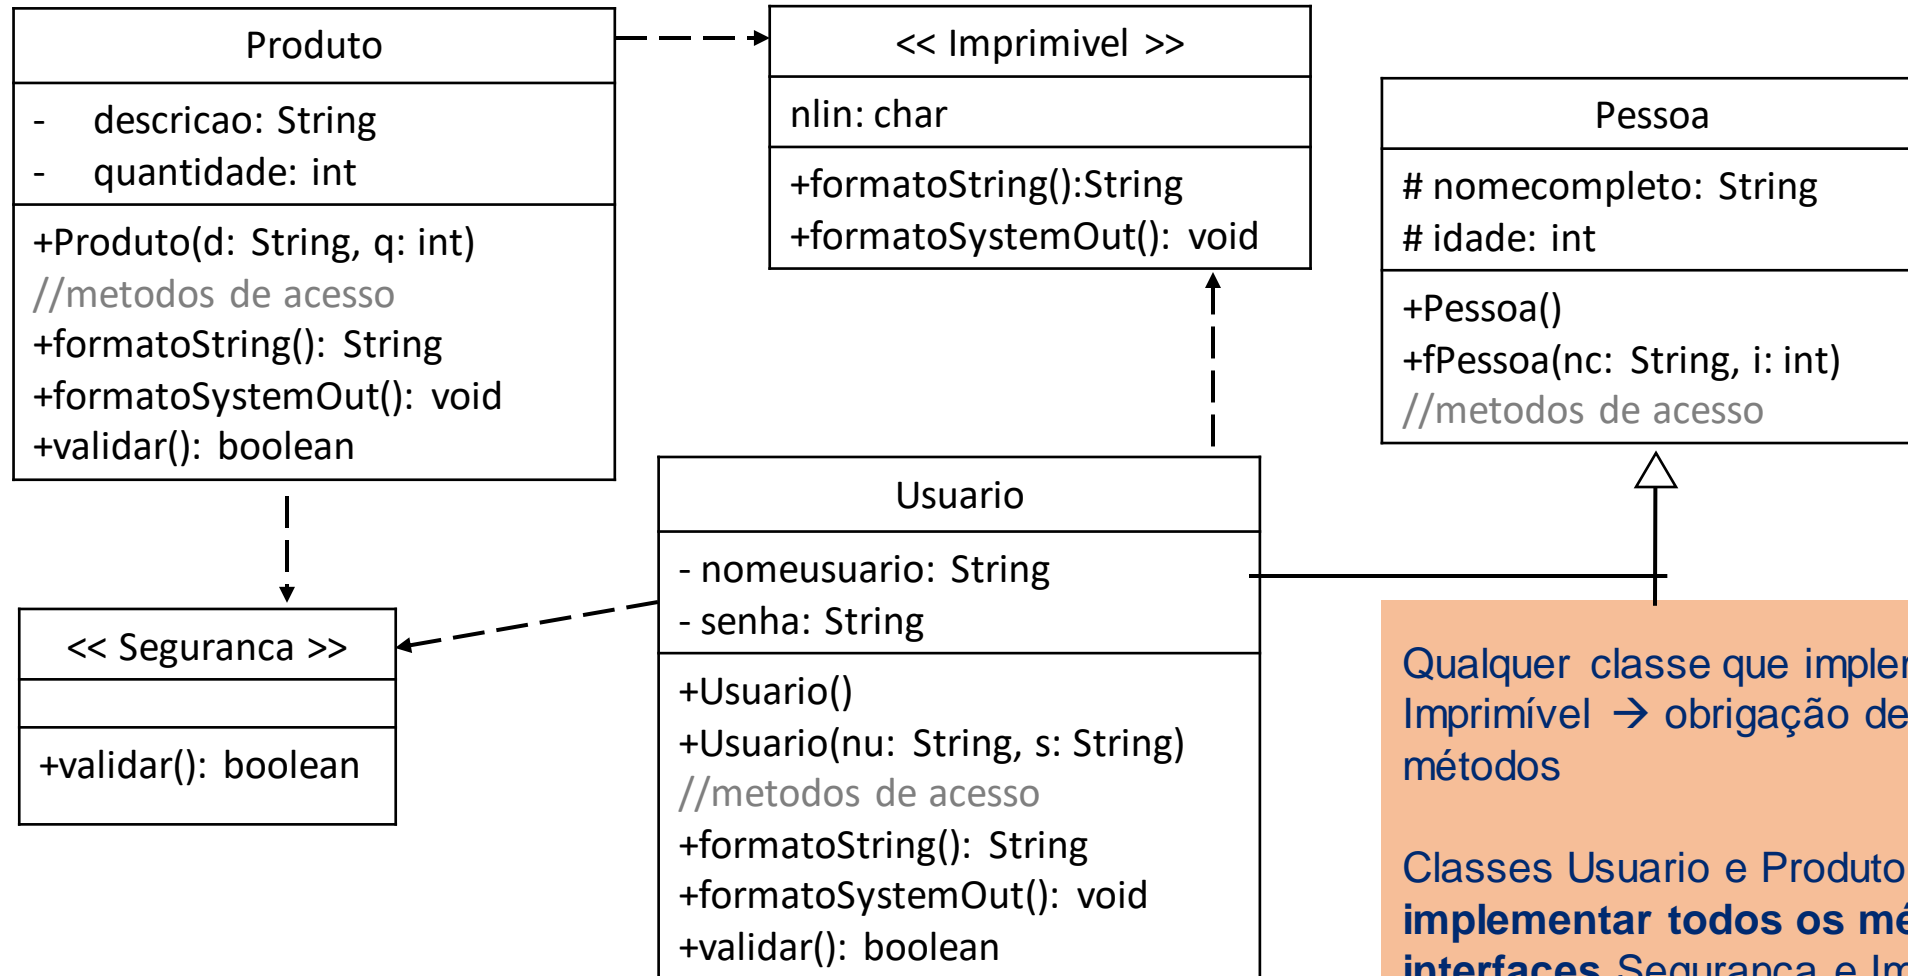 Produto
- descricao: String
- quantidade: int
+Produto(d: String, q: int)
//metodos de acesso
+formatoString(): String
+formatoSystemOut(): void
+validar(): boolean
<< Imprimivel >>
nlin: char
+formatoString():String
+formatoSystemOut(): void
Pessoa
# nomecompleto: String
# idade: int
+Pessoa()
+fPessoa(nc: String, i: int)
//metodos de acesso
<< Seguranca >>
+validar(): boolean
Usuario
- nomeusuario: String
- senha: String
+Usuario()
+Usuario(nu: String, s: String)
//metodos de acesso
+formatoString(): String
+formatoSystemOut(): void
+validar(): boolean
Qualquer classe que
Imprimível → obrigação de
métodos
Classes Usuario e Produto
implementar todos os
interfaces Segurança e